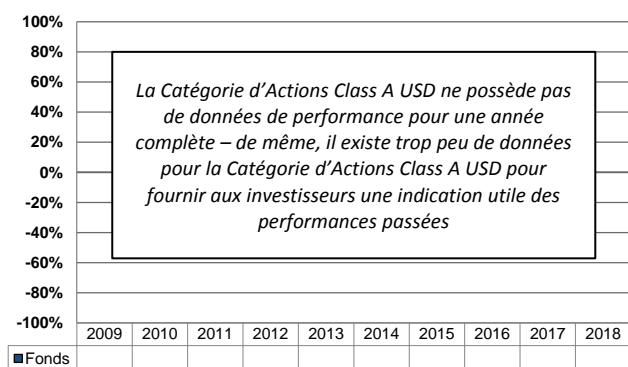 100%
80%
60%
40%
20%
0%
-20%
-40%
-60%
-80%
-100%
La Catégorie d'Actions Class A USD ne possède pas
de données de performance pour une année
complète – de même, il existe trop peu de données
pour la Catégorie d'Actions Class A USD pour
fournir aux investisseurs une indication utile des
performances passées
2009 2010 2011 2012 2013 2014 2015 2016 2017 2018
Fonds